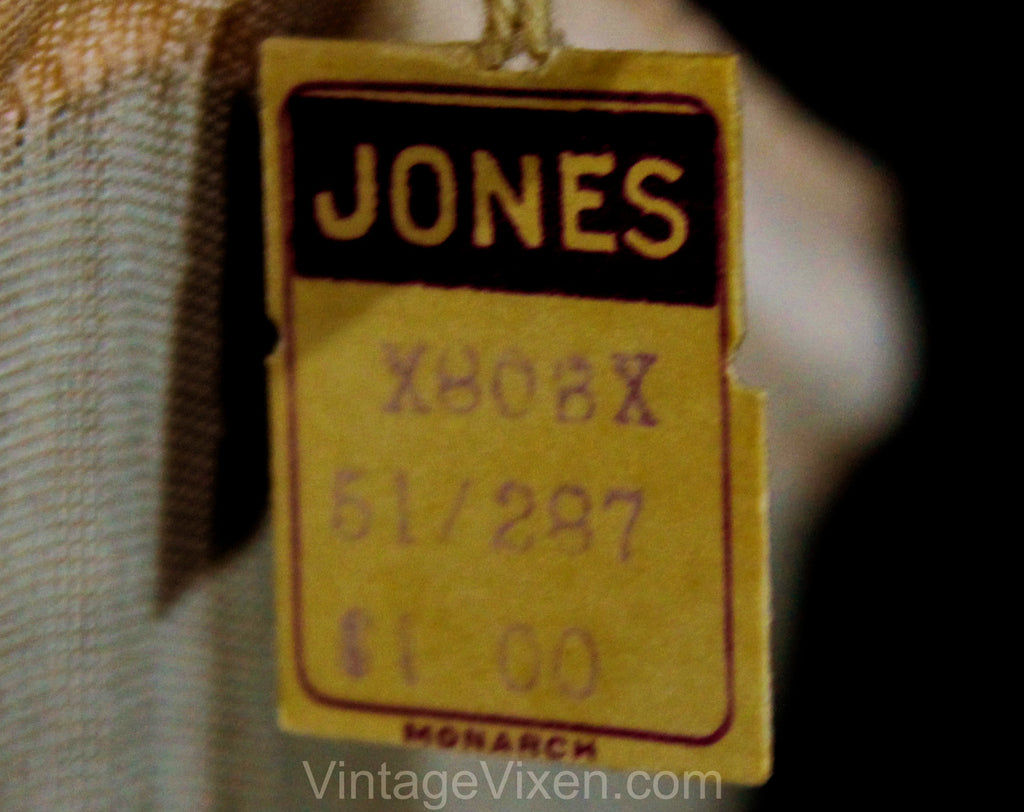 JONES
X808X
51/287
$1 00
MONARCH
VintageVixen.com